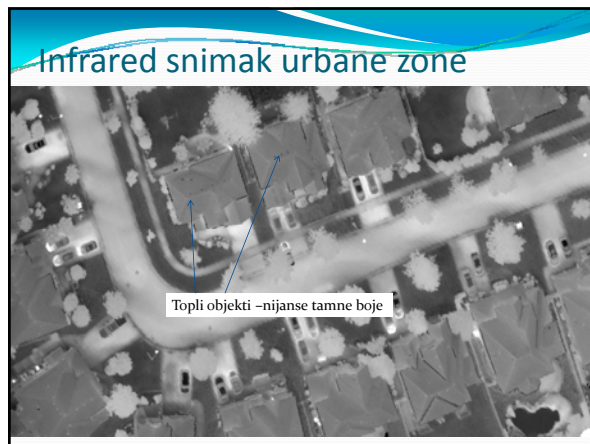 Infrared snimak urbane zone
Topli objekti –nijanse tamne boje